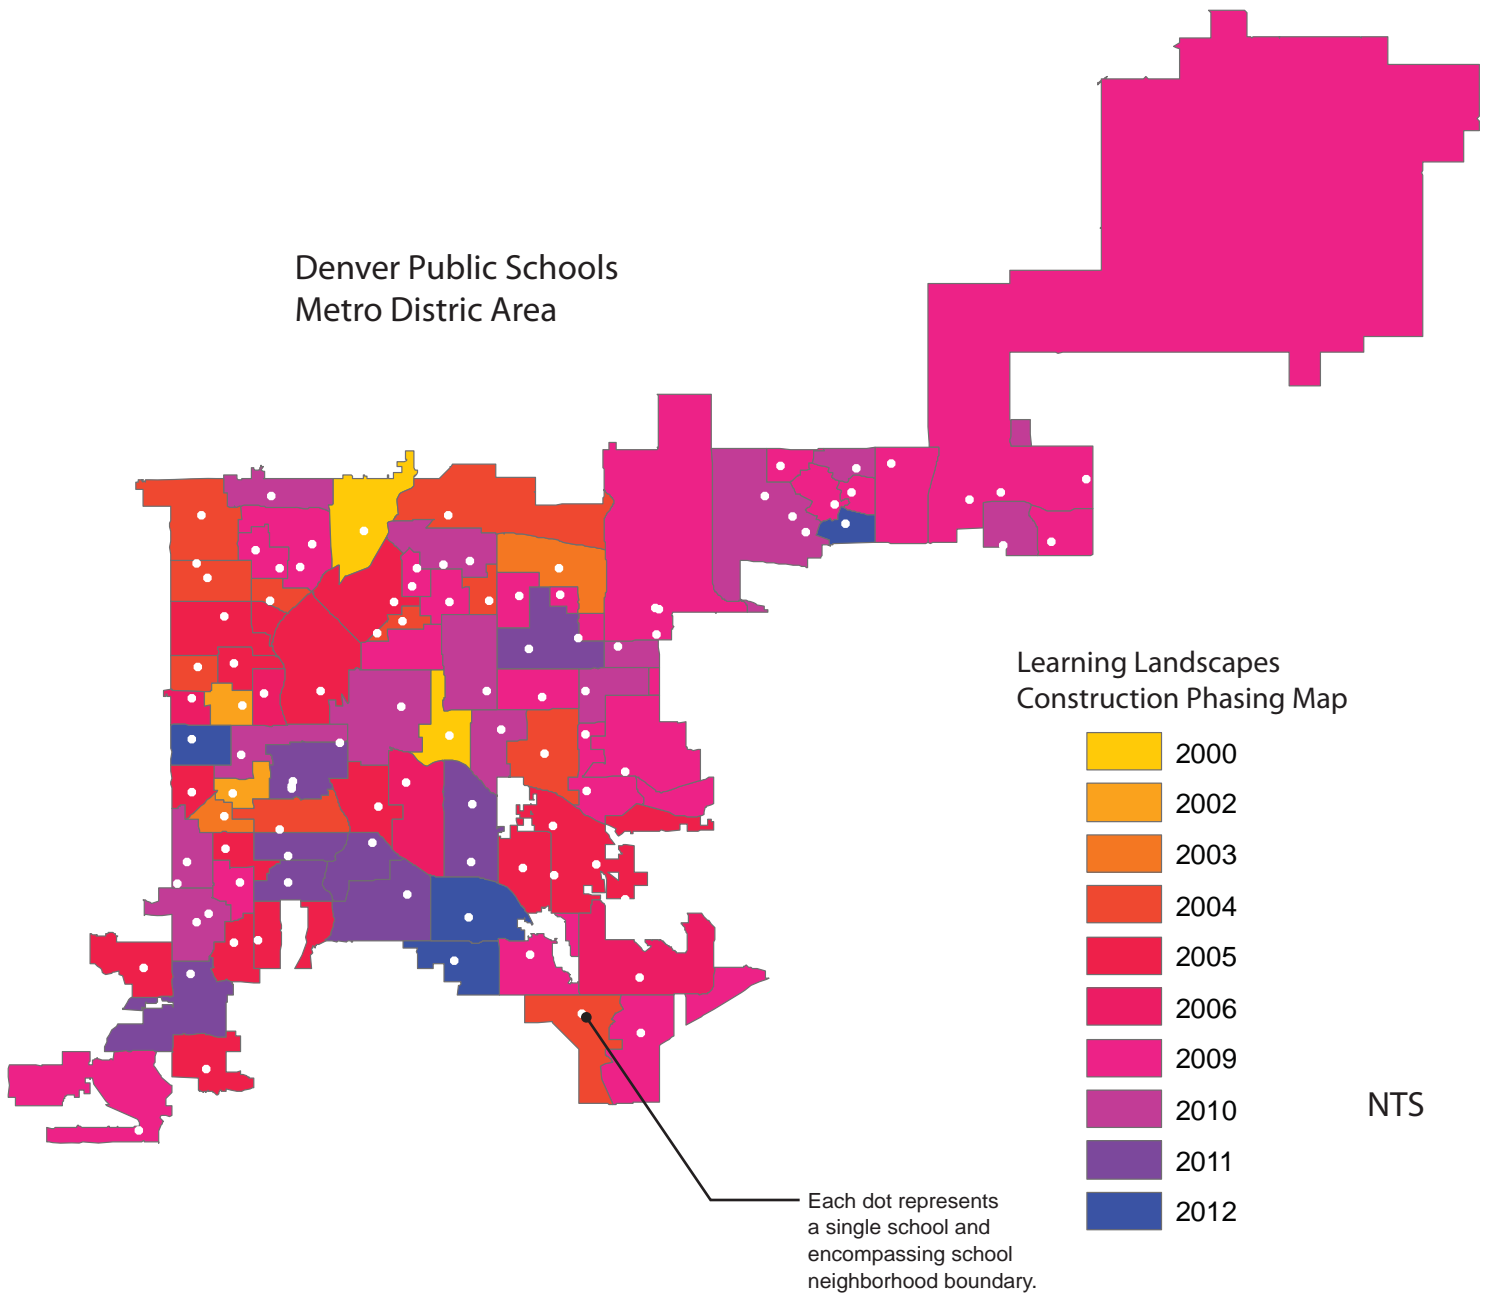 Denver Public Schools
Metro Distric Area
Learning Landscapes
Construction Phasing Map
2000
2002
2003
2004
2005
2006
2009
2010
2011
2012
NTS
Each dot represents
a single school and
encompassing school
neighborhood boundary.